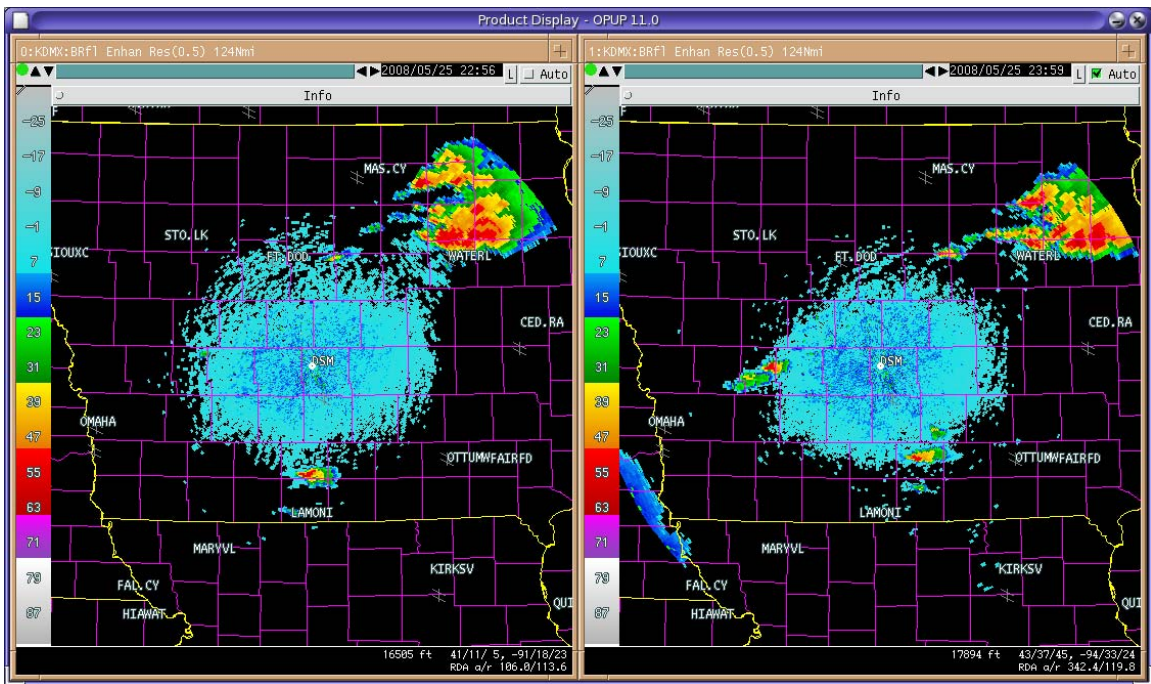 Product Display - OPUP 11.0
0:KDMX:BRfl Enhan Res(0.5) 124Nmi
2008/05/25 22:56 L Auto
Info
-25
-17
-9
-1
7
15
23
31
39
47
55
63
71
79
87
MAS.CY
STO.LK
SIOUXC
FT.DOD
WATERL
CED.RA
DSM
OMAHA
OTTUMWFAIRFD
LAMONI
MARYVL
KIRKSV
FAL.CY
HIAWAT
QUI
16505 ft 41/11/ 5, -91/18/23
RDA a/r 106.0/113.6
1:KDMX:BRfl Enhan Res(0.5) 124Nmi
2008/05/25 23:59 L Auto
Info
-25
-17
-9
-1
7
15
23
31
39
47
55
63
71
79
87
MAS.CY
STO.LK
SIOUXC
FT.DOD
WATERL
CED.RA
DSM
OMAHA
OTTUMWFAIRFD
LAMONI
MARYVL
KIRKSV
FAL.CY
HIAWAT
QUI
17894 ft 43/37/45, -94/33/24
RDA a/r 342.4/119.8